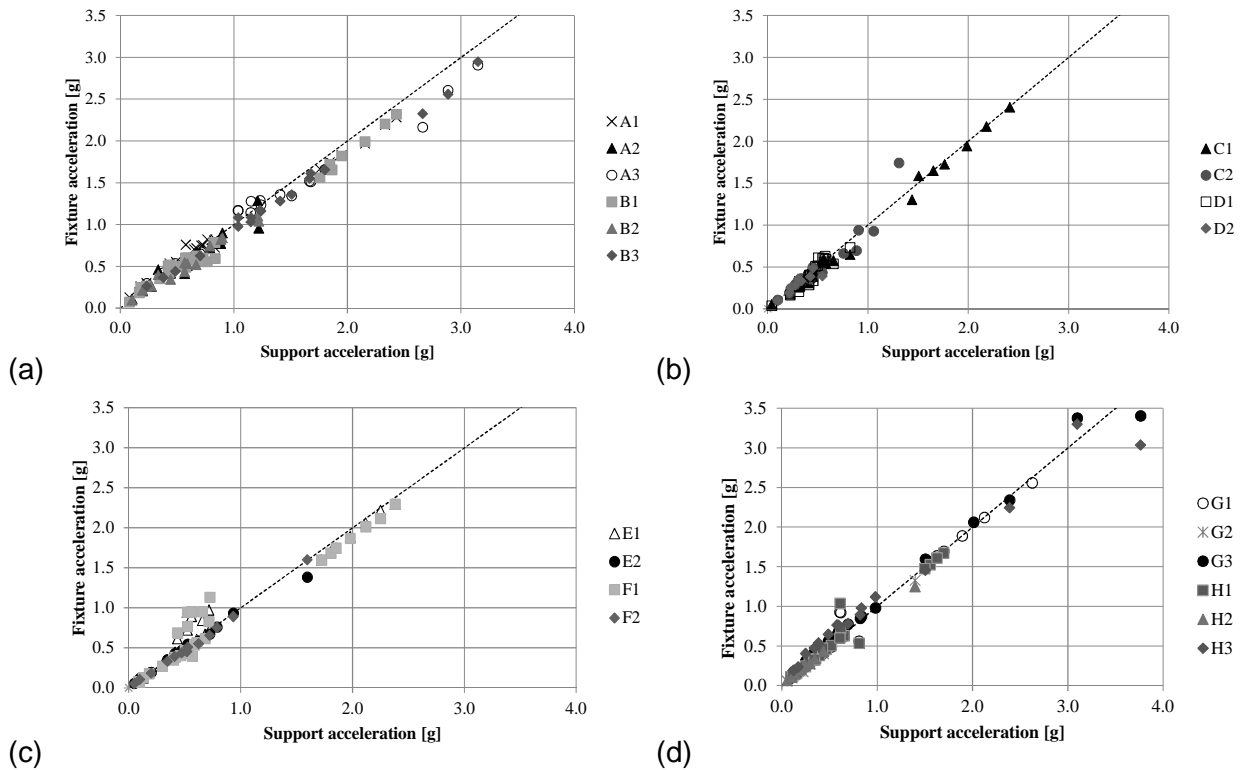 3.5
3.0
2.5
2.0
1.5
1.0
0.5
0.0
Fixture acceleration [g]
0.0 1.0 2.0 3.0 4.0
Support acceleration [g]
A1
A2
A3
B1
B2
B3
(a)
3.5
3.0
2.5
2.0
1.5
1.0
0.5
0.0
Fixture acceleration [g]
0.0 1.0 2.0 3.0 4.0
Support acceleration [g]
C1
C2
D1
D2
(b)
3.5
3.0
2.5
2.0
1.5
1.0
0.5
0.0
Fixture acceleration [g]
0.0 1.0 2.0 3.0 4.0
Support acceleration [g]
E1
E2
F1
F2
(c)
3.5
3.0
2.5
2.0
1.5
1.0
0.5
0.0
Fixture acceleration [g]
0.0 1.0 2.0 3.0 4.0
Support acceleration [g]
G1
G2
G3
H1
H2
H3
(d)